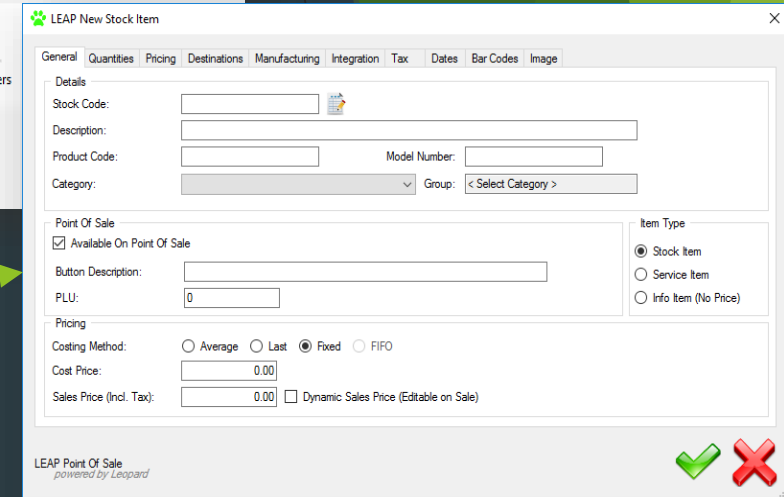 LEAP New Stock Item
ers
General Quantities Pricing Destinations Manufacturing Integration Tax Dates Bar Codes Image
Details
Stock Code:
Description:
Product Code: Model Number:
Category: Group: < Select Category >
Point Of Sale
Available On Point Of Sale
Button Description:
PLU: 0
Item Type
Stock Item
Service Item
Info Item (No Price)
Pricing
Costing Method: Average Last Fixed FIFO
Cost Price: 0.00
Sales Price (Incl. Tax): 0.00 Dynamic Sales Price (Editable on Sale)
LEAP Point Of Sale
powered by Leopard